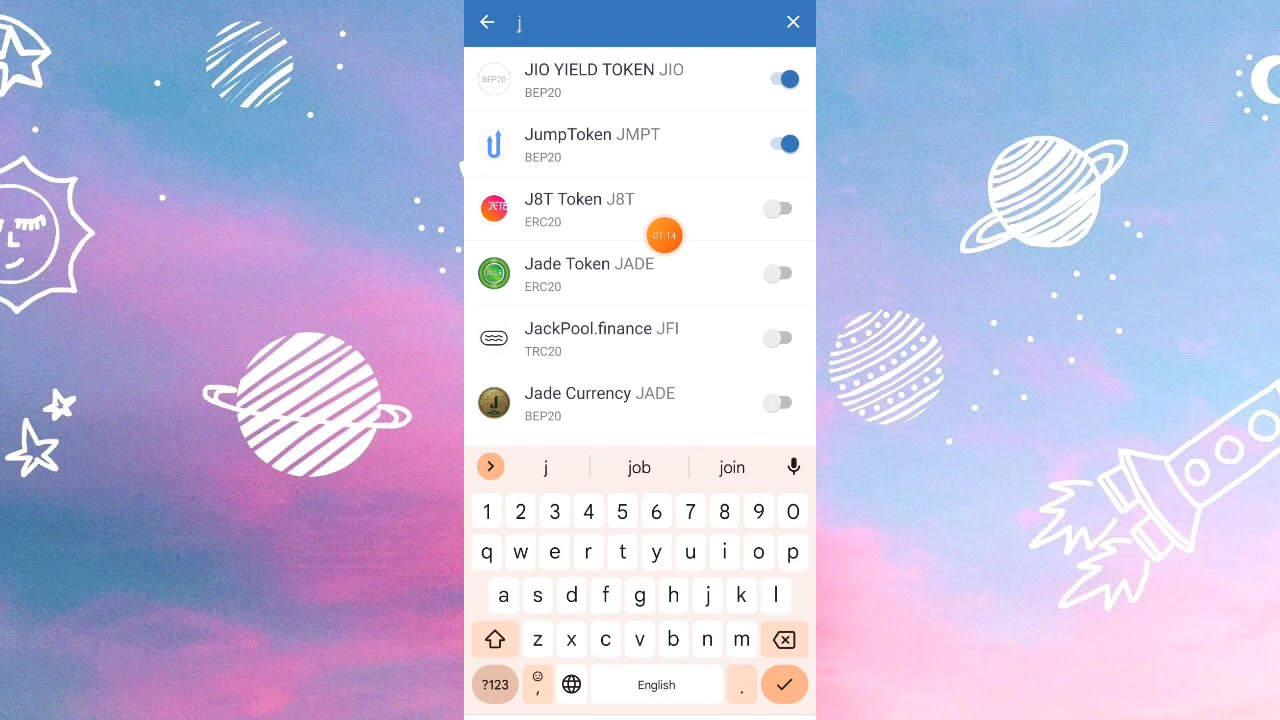 j
BEP20
JIO YIELD TOKEN JIO
BEP20
JumpToken JMPT
BEP20
J8T Token J8T
ERC20
01:14
JADE
Jade Token JADE
ERC20
JackPool.finance JFI
TRC20
J
Jade Currency JADE
BEP20
j job join
1 2 3 4 5 6 7 8 9 0
q w e r t y u i o p
a s d f g h j k l
z x c v b n m
?123 , English .